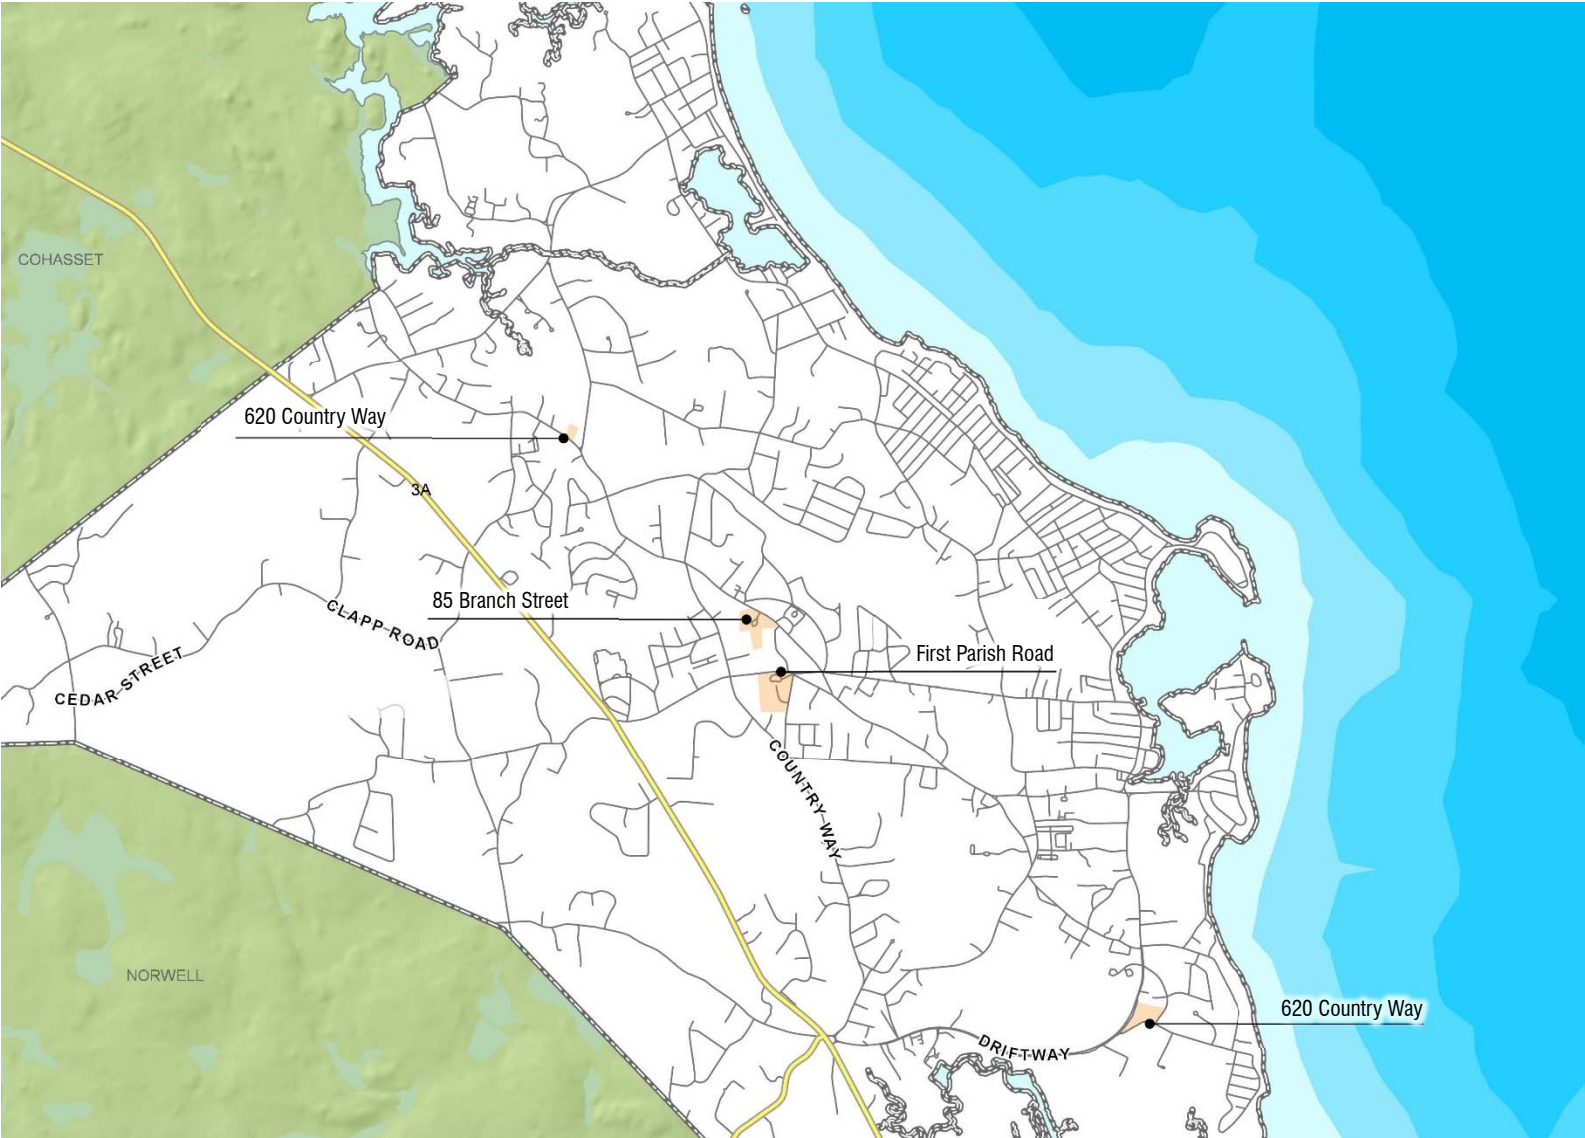 COHASSET
620 Country Way
3A
85 Branch Street
CLAPP ROAD
First Parish Road
CEDAR STREET
COUNTRY WAY
NORWELL
620 Country Way
DRIFTWAY